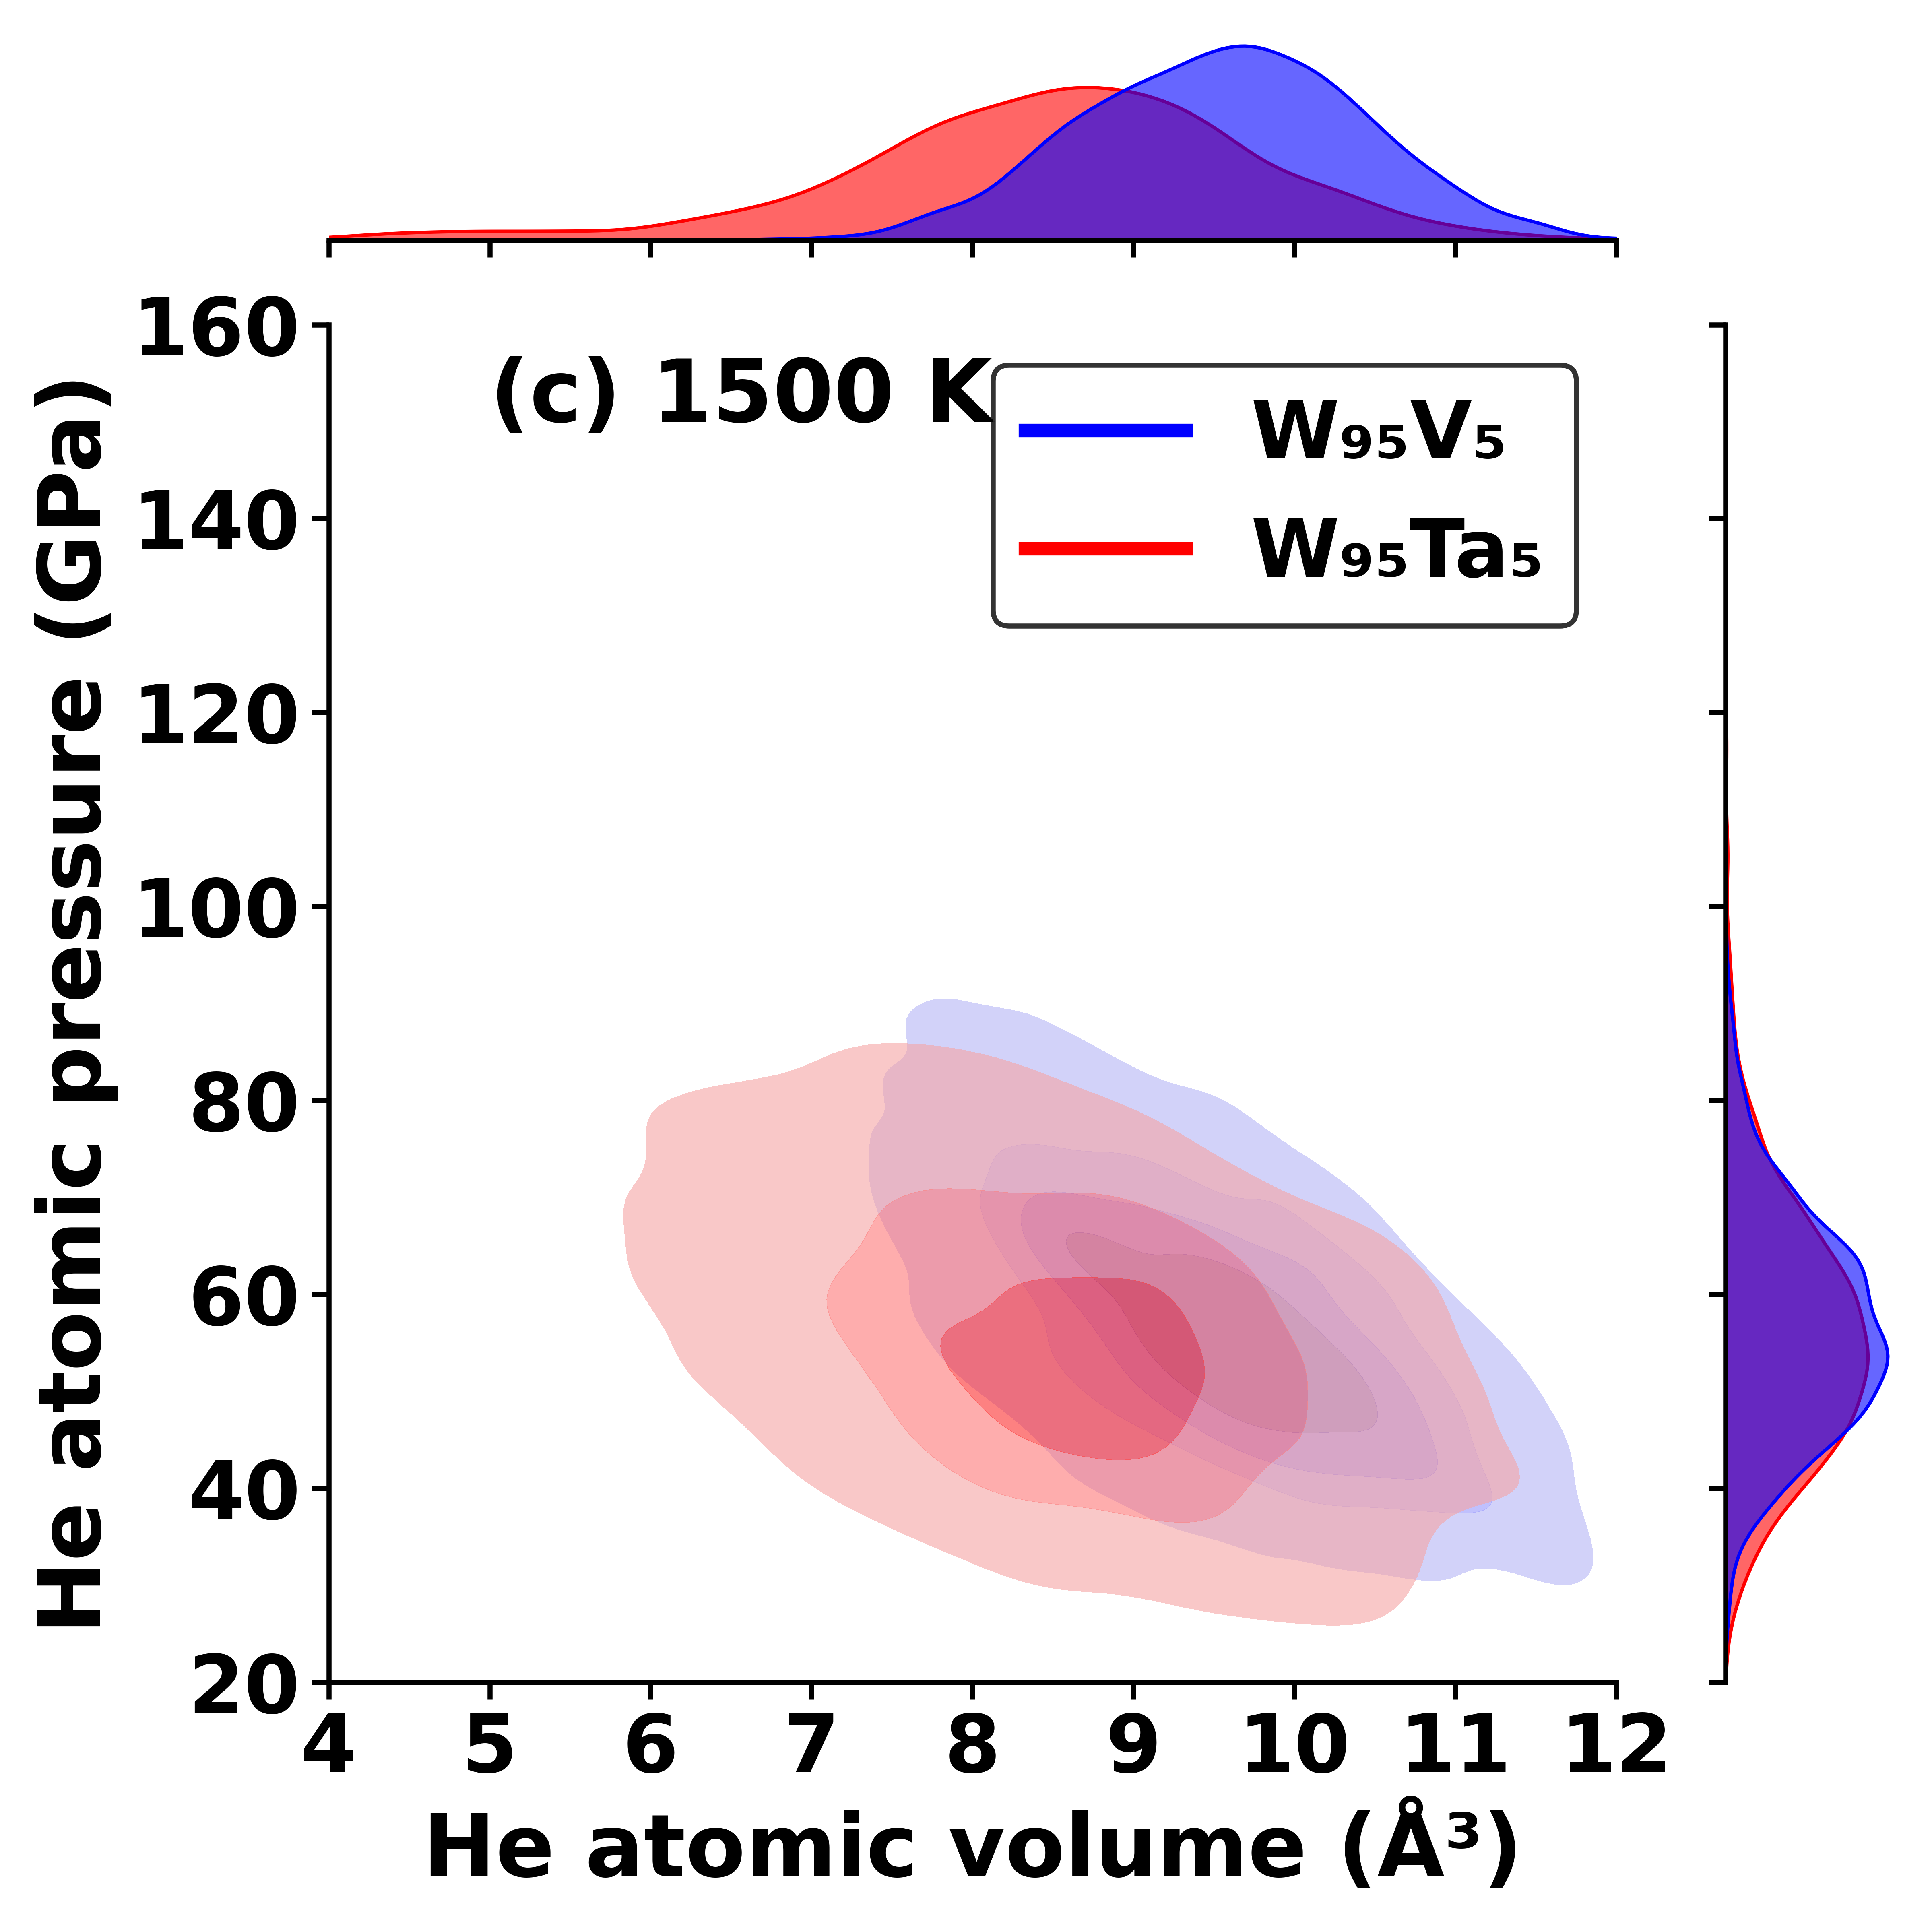 160
(c) 1500 K
W₉₅V₅
W₉₅Ta₅
140
120
100
80
60
40
20
He atomic pressure (GPa)
4 5 6 7 8 9 10 11 12
He atomic volume (Å³)